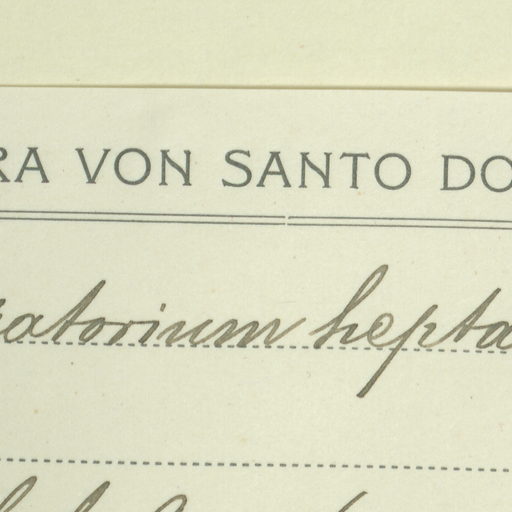 RA VON SANTO DO
atorium hepta